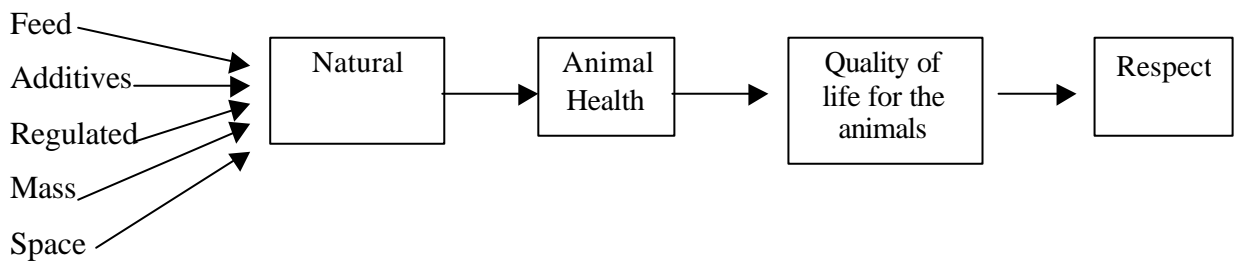 Feed
Additives
Regulated
Mass
Space
Natural
Animal
Health
Quality of
life for the
animals
Respect